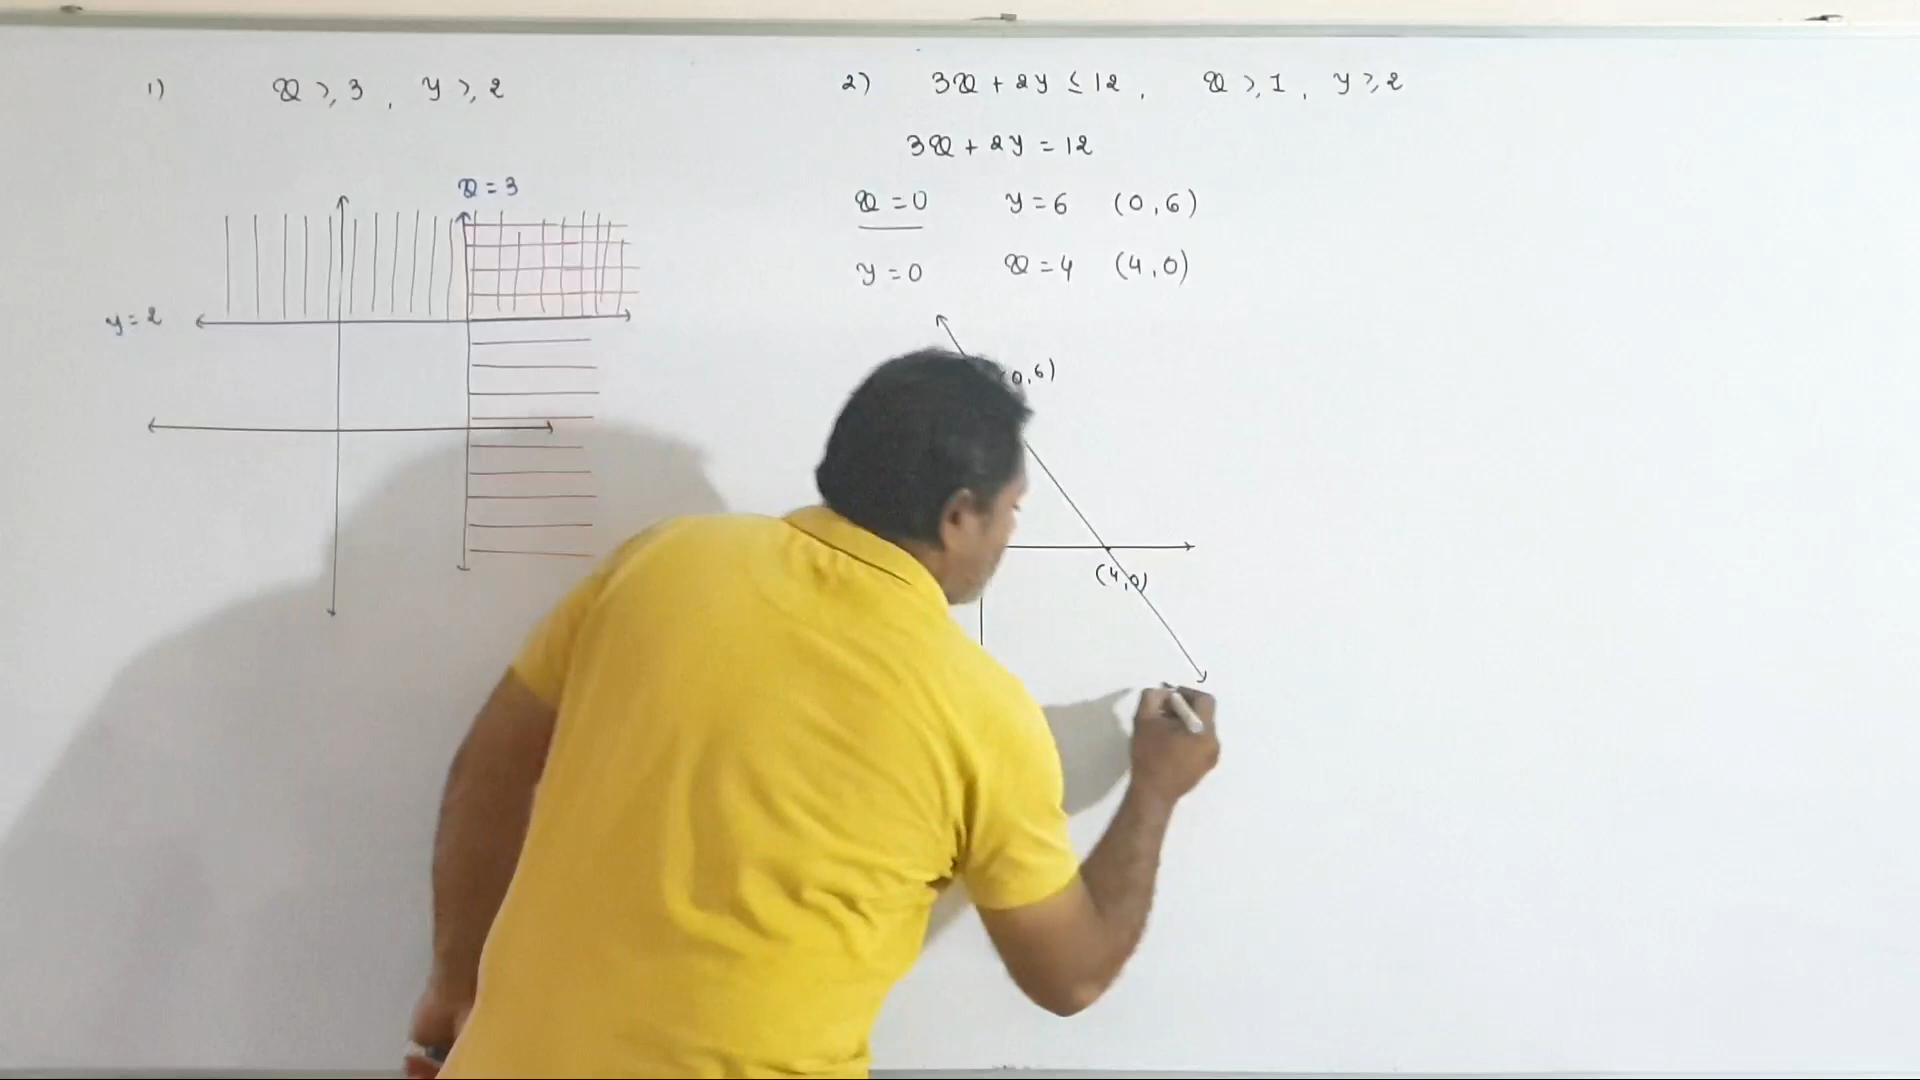 1) x ≥ 3 , y ≥ 2
x = 3
y = 2
2) 3x + 2y ≤ 12 , x ≥ 1 , y ≥ 2
3x + 2y = 12
x = 0 y = 6 (0,6)
y = 0 x = 4 (4,0)
(0,6)
(4,0)